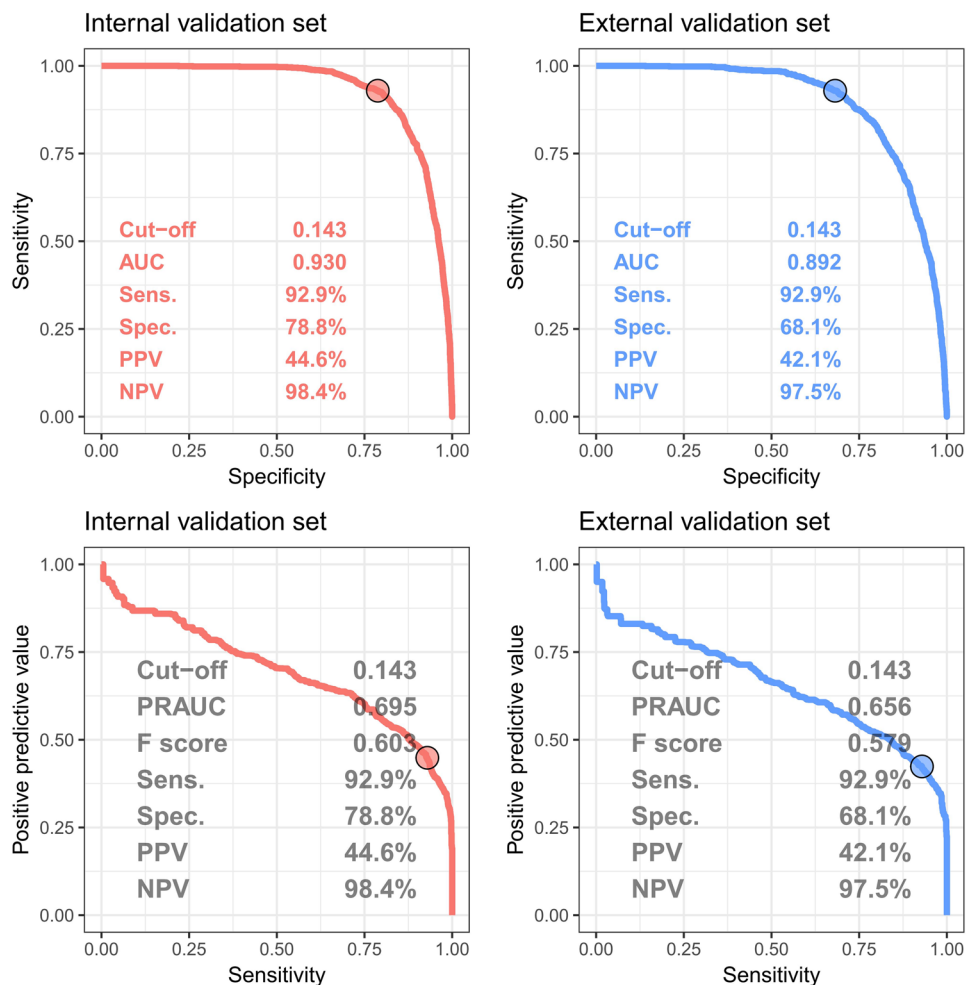 Internal validation set
1.00
0.75
0.50
0.25
0.00
Sensitivity
Cut−off 0.143
AUC 0.930
Sens. 92.9%
Spec. 78.8%
PPV 44.6%
NPV 98.4%
0.00 0.25 0.50 0.75 1.00
Specificity
External validation set
1.00
0.75
0.50
0.25
0.00
Sensitivity
Cut−off 0.143
AUC 0.892
Sens. 92.9%
Spec. 68.1%
PPV 42.1%
NPV 97.5%
0.00 0.25 0.50 0.75 1.00
Specificity
Internal validation set
1.00
0.75
0.50
0.25
0.00
Positive predictive value
Cut−off 0.143
PRAUC 0.695
F score 0.603
Sens. 92.9%
Spec. 78.8%
PPV 44.6%
NPV 98.4%
0.00 0.25 0.50 0.75 1.00
Sensitivity
External validation set
1.00
0.75
0.50
0.25
0.00
Positive predictive value
Cut−off 0.143
PRAUC 0.656
F score 0.579
Sens. 92.9%
Spec. 68.1%
PPV 42.1%
NPV 97.5%
0.00 0.25 0.50 0.75 1.00
Sensitivity